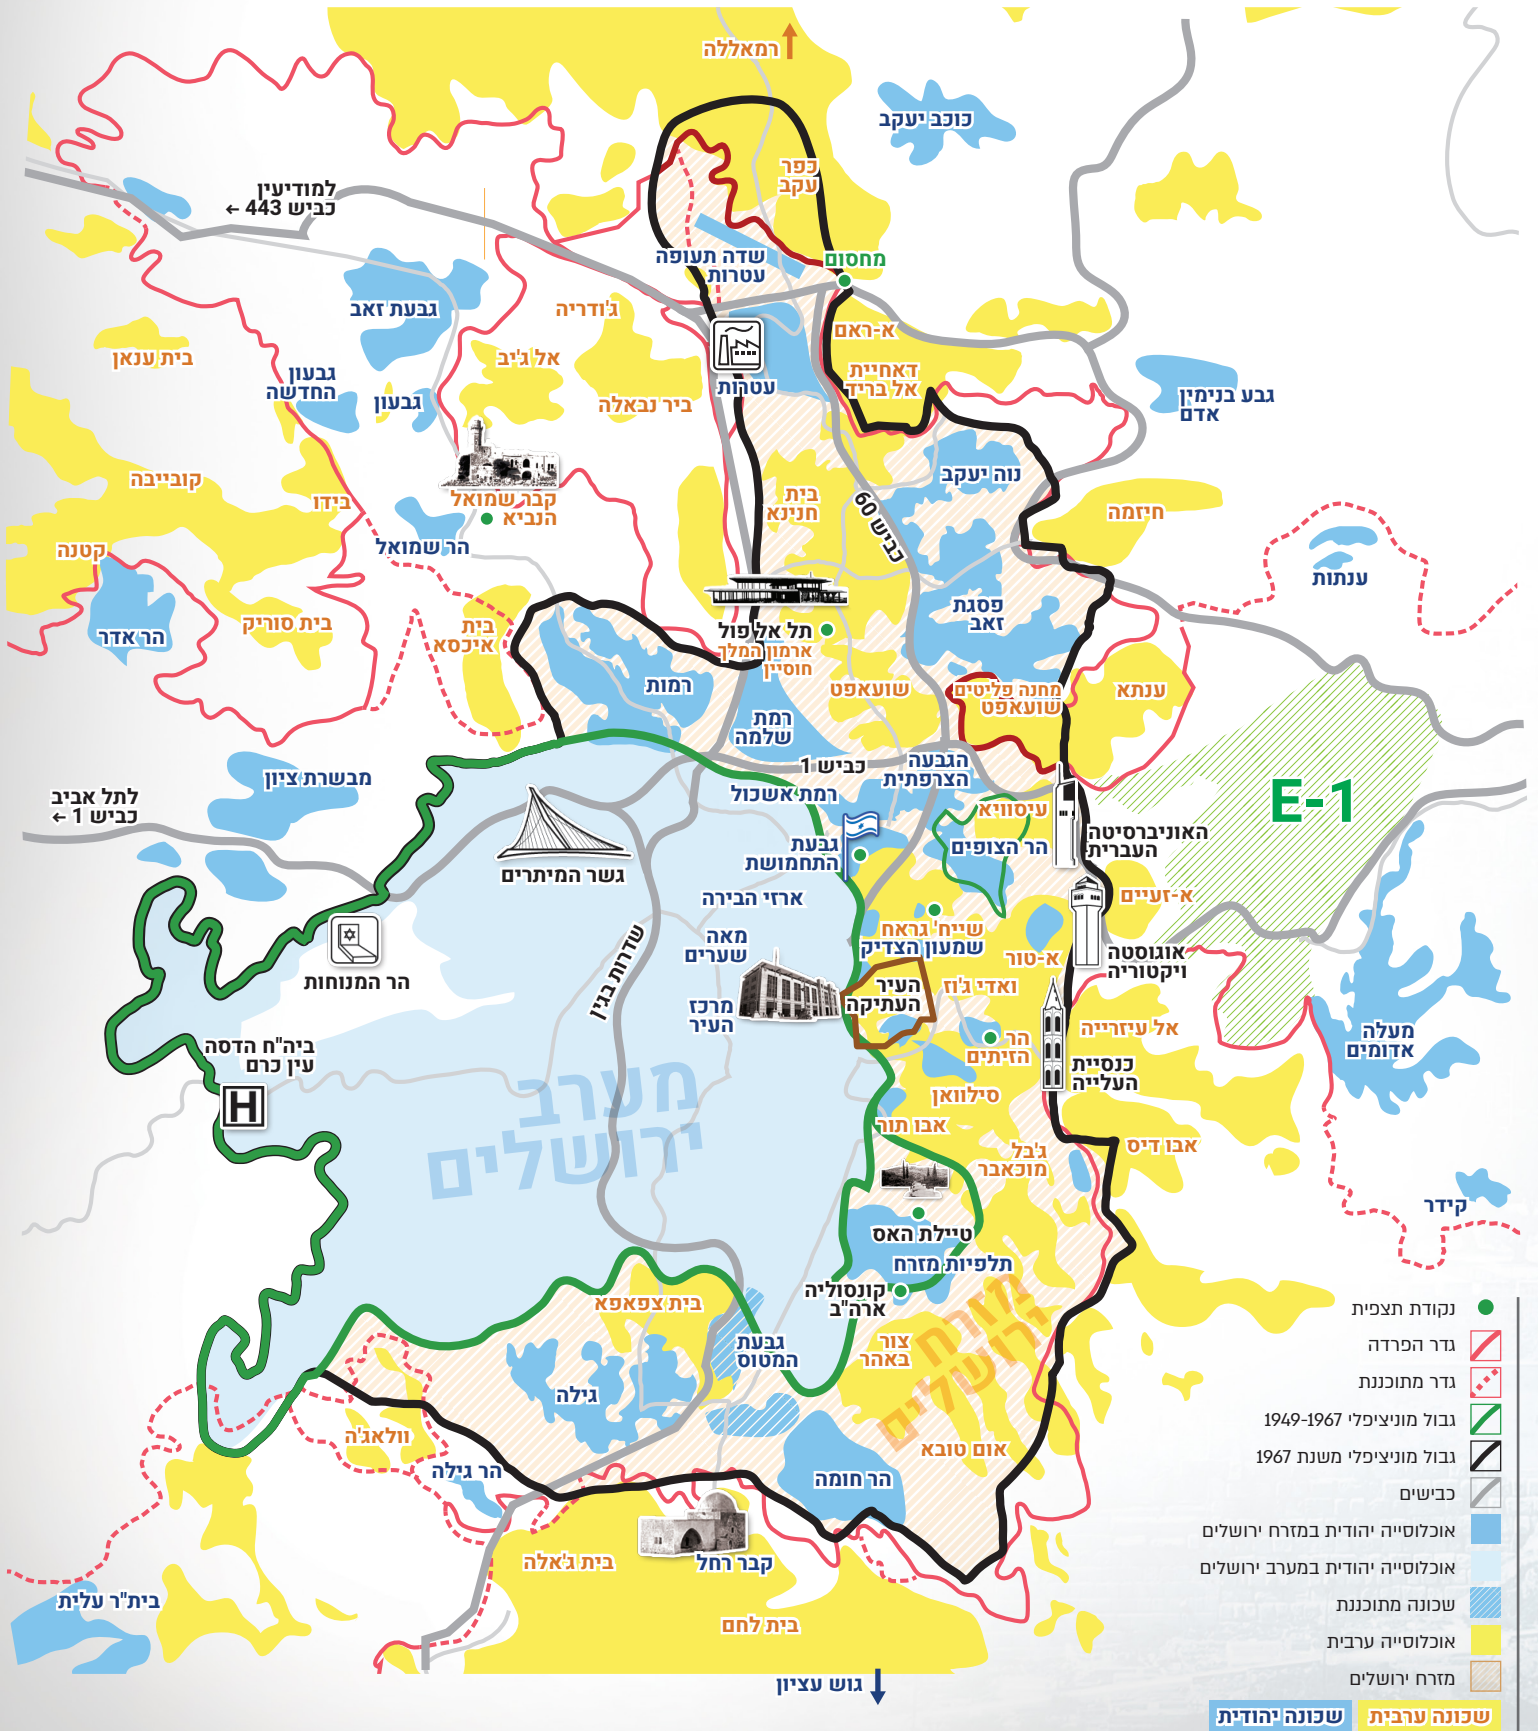 רמאללה
כוכב יעקב
כפר
עקב
למודיעין
כביש 443 ←
שדה תעופה
עטרות
מחסום
גבעת זאב
ג'ודריה
א-ראם
בית ענאן
אל ג'יב
דאחיית
אל בריד
גבעון
החדשה
גבעון
עטרות
ביר נבאלה
גבע בנימין
אדם
קובייבה
בידו
קבר שמואל
הנביא
בית
חנינא
כביש 60
נווה יעקב
חיזמה
קטנה
הר שמואל
ענתות
הר אדר
בית סוריק
בית
איכסא
תל אל פול
ארמון המלך
חוסיין
פסגת
זאב
רמות
שועאפט
מחנה פליטים
שועאפט
ענתא
רמת
שלמה
מבשרת ציון
כביש 1
הגבעה
הצרפתית
לתל אביב
כביש 1 ←
רמת אשכול
עיסוויא
E-1
גבעת
התחמושת
הר הצופים
האוניברסיטה
העברית
גשר המיתרים
ארזי הבירה
א-זעיים
שייח' גראח
שמעון הצדיק
מאה
שערים
א-טור
אוגוסטה
ויקטוריה
הר המנוחות
שדרות בגין
העיר
העתיקה
ואדי ג'וז
מרכז
העיר
הר
הזיתים
אל עיזרייה
מעלה
אדומים
ביה"ח הדסה
עין כרם
H
כנסיית
העלייה
מערב
ירושלים
סילוואן
אבו תור
ג'בל
מוכאבר
אבו דיס
קידר
טיילת האס
תלפיות מזרח
קונסוליה
ארה"ב
בית צפאפא
גבעת
המטוס
צור
באהר
מזרח
ירושלים
גילה
וולאג'ה
אום טובא
הר גילה
הר חומה
בית ג'אלה
קבר רחל
בית"ר עלית
בית לחם
גוש עציון
נקודת תצפית
גדר הפרדה
גדר מתוכננת
גבול מוניציפלי 1949-1967
גבול מוניציפלי משנת 1967
כבישים
אוכלוסייה יהודית במזרח ירושלים
אוכלוסייה יהודית במערב ירושלים
שכונה מתוכננת
אוכלוסייה ערבית
מזרח ירושלים
שכונה ערבית שכונה יהודית